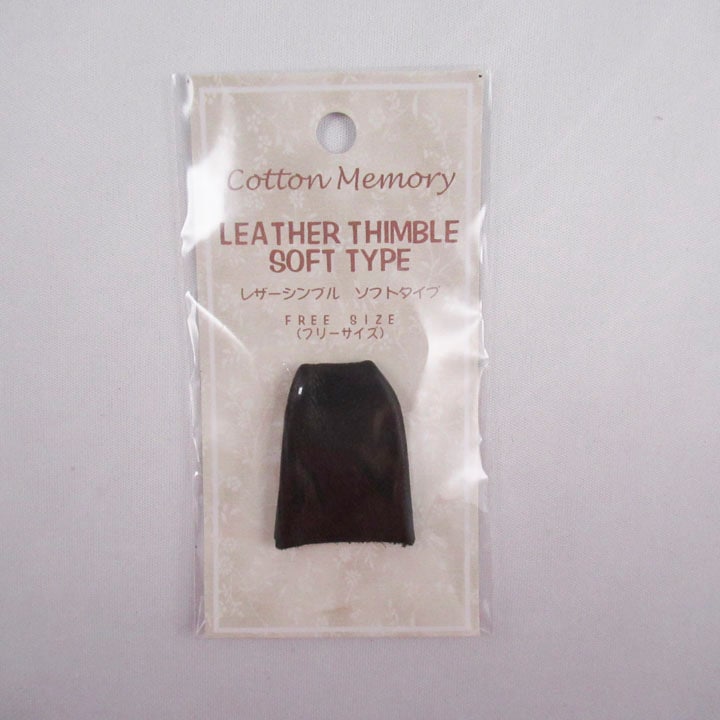 Cotton Memory
LEATHER THIMBLE
SOFT TYPE
レザーシンブル ソフトタイプ
FREE SIZE
(フリーサイズ)